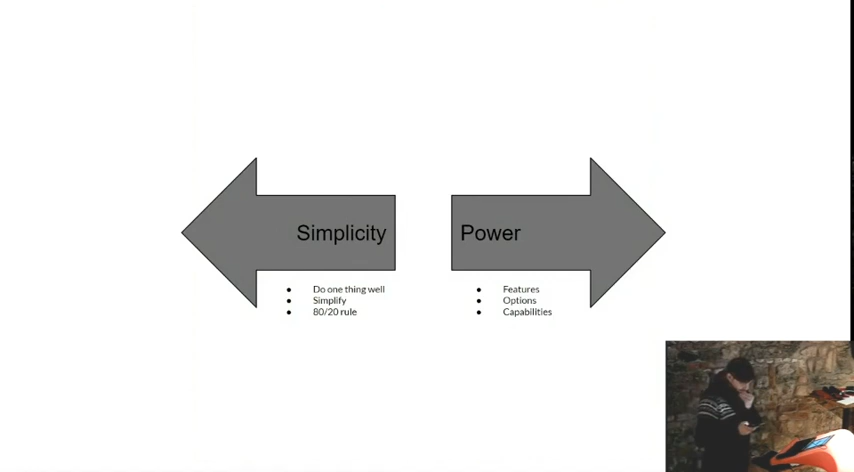 Simplicity
Do one thing well
Simplify
80/20 rule
Power
Features
Options
Capabilities